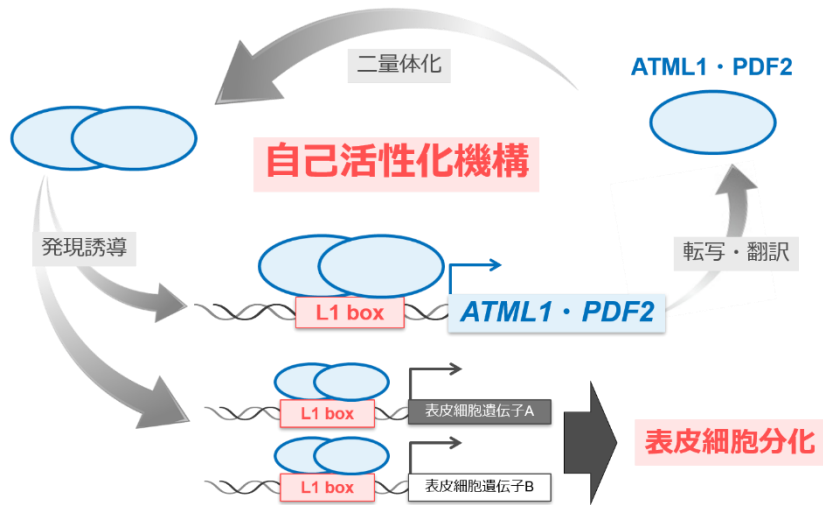 二量体化
ATML1・PDF2
自己活性化機構
発現誘導
転写・翻訳
L1 box
ATML1・PDF2
L1 box
表皮細胞遺伝子A
表皮細胞分化
L1 box
表皮細胞遺伝子B